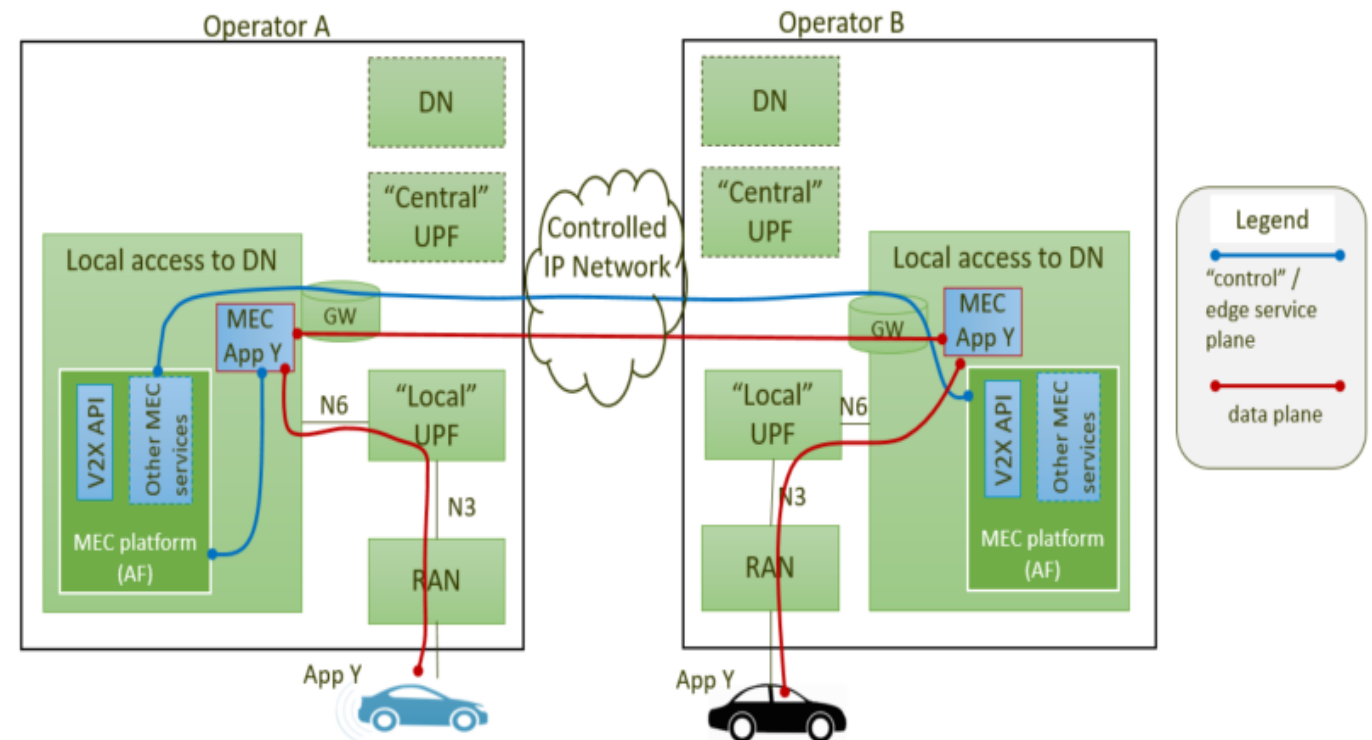 Operator A
DN
“Central”
UPF
Local access to DN
GW
MEC
App Y
“Local”
UPF
N6
N3
V2X API
Other MEC
services
MEC platform
(AF)
RAN
App Y
Controlled
IP Network
Operator B
DN
“Central”
UPF
Local access to DN
GW
MEC
App Y
“Local”
UPF
N6
N3
V2X API
Other MEC
services
MEC platform
(AF)
RAN
App Y
Legend
“control” /
edge service
plane
data plane